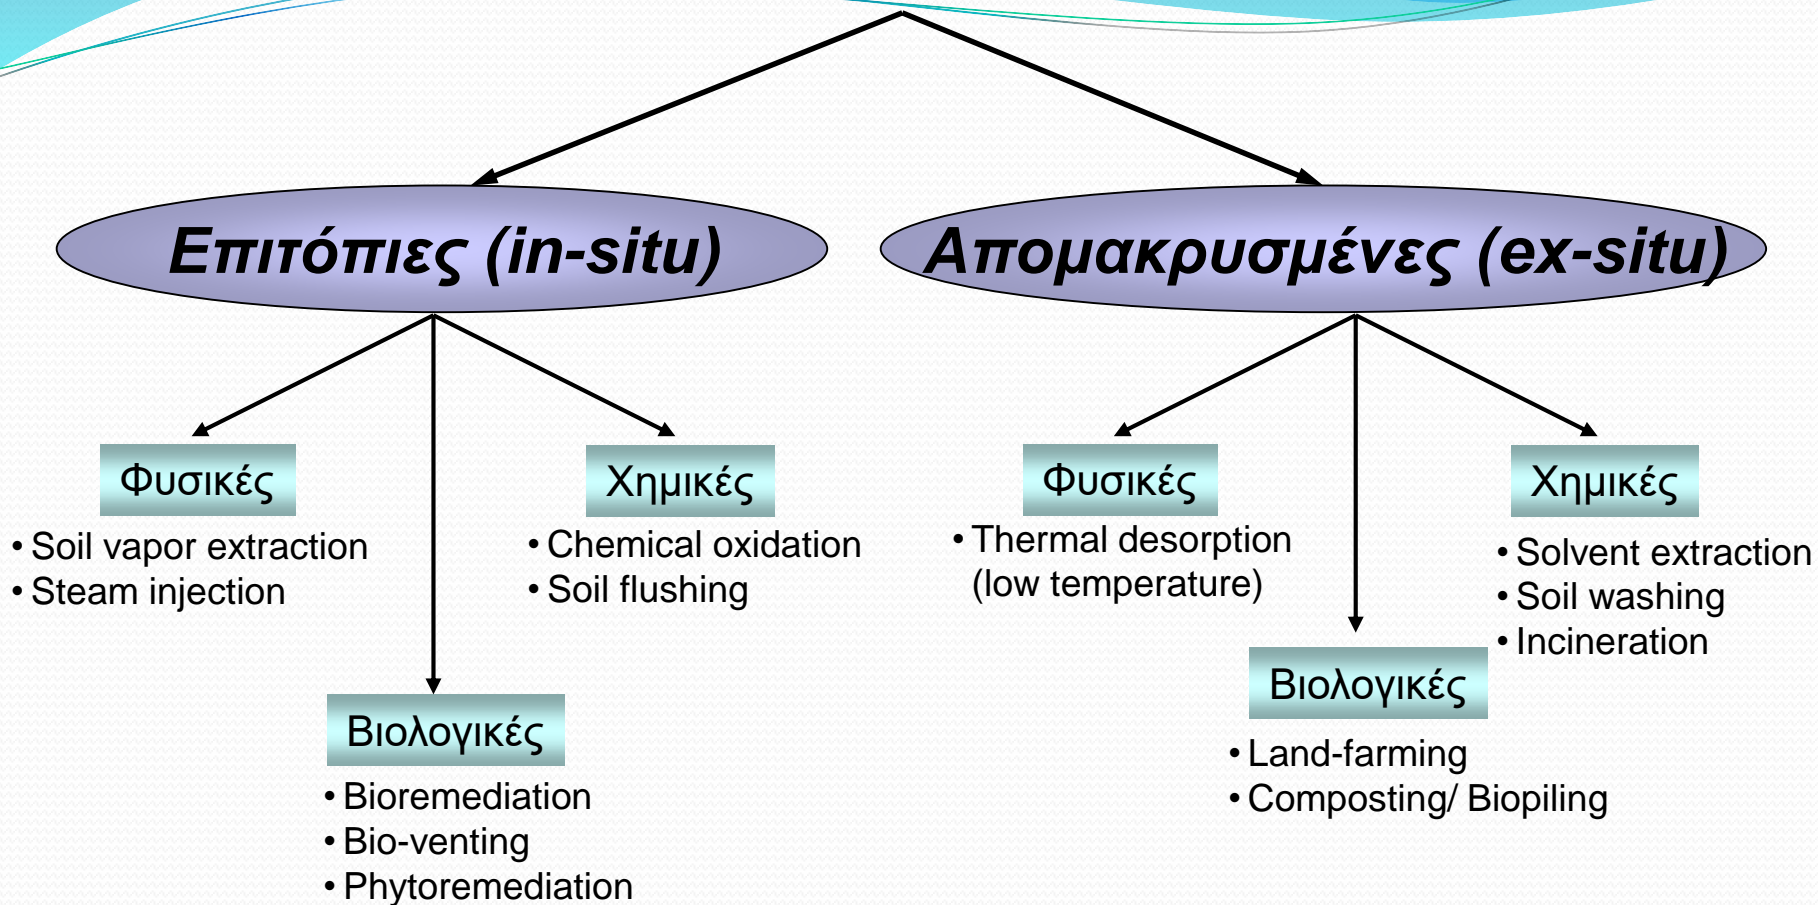 Επιτόπιες (in-situ)
Απομακρυσμένες (ex-situ)
Φυσικές
• Soil vapor extraction
• Steam injection
Χημικές
• Chemical oxidation
• Soil flushing
Βιολογικές
• Bioremediation
• Bio-venting
• Phytoremediation
Φυσικές
• Thermal desorption
(low temperature)
Χημικές
• Solvent extraction
• Soil washing
• Incineration
Βιολογικές
• Land-farming
• Composting/ Biopiling